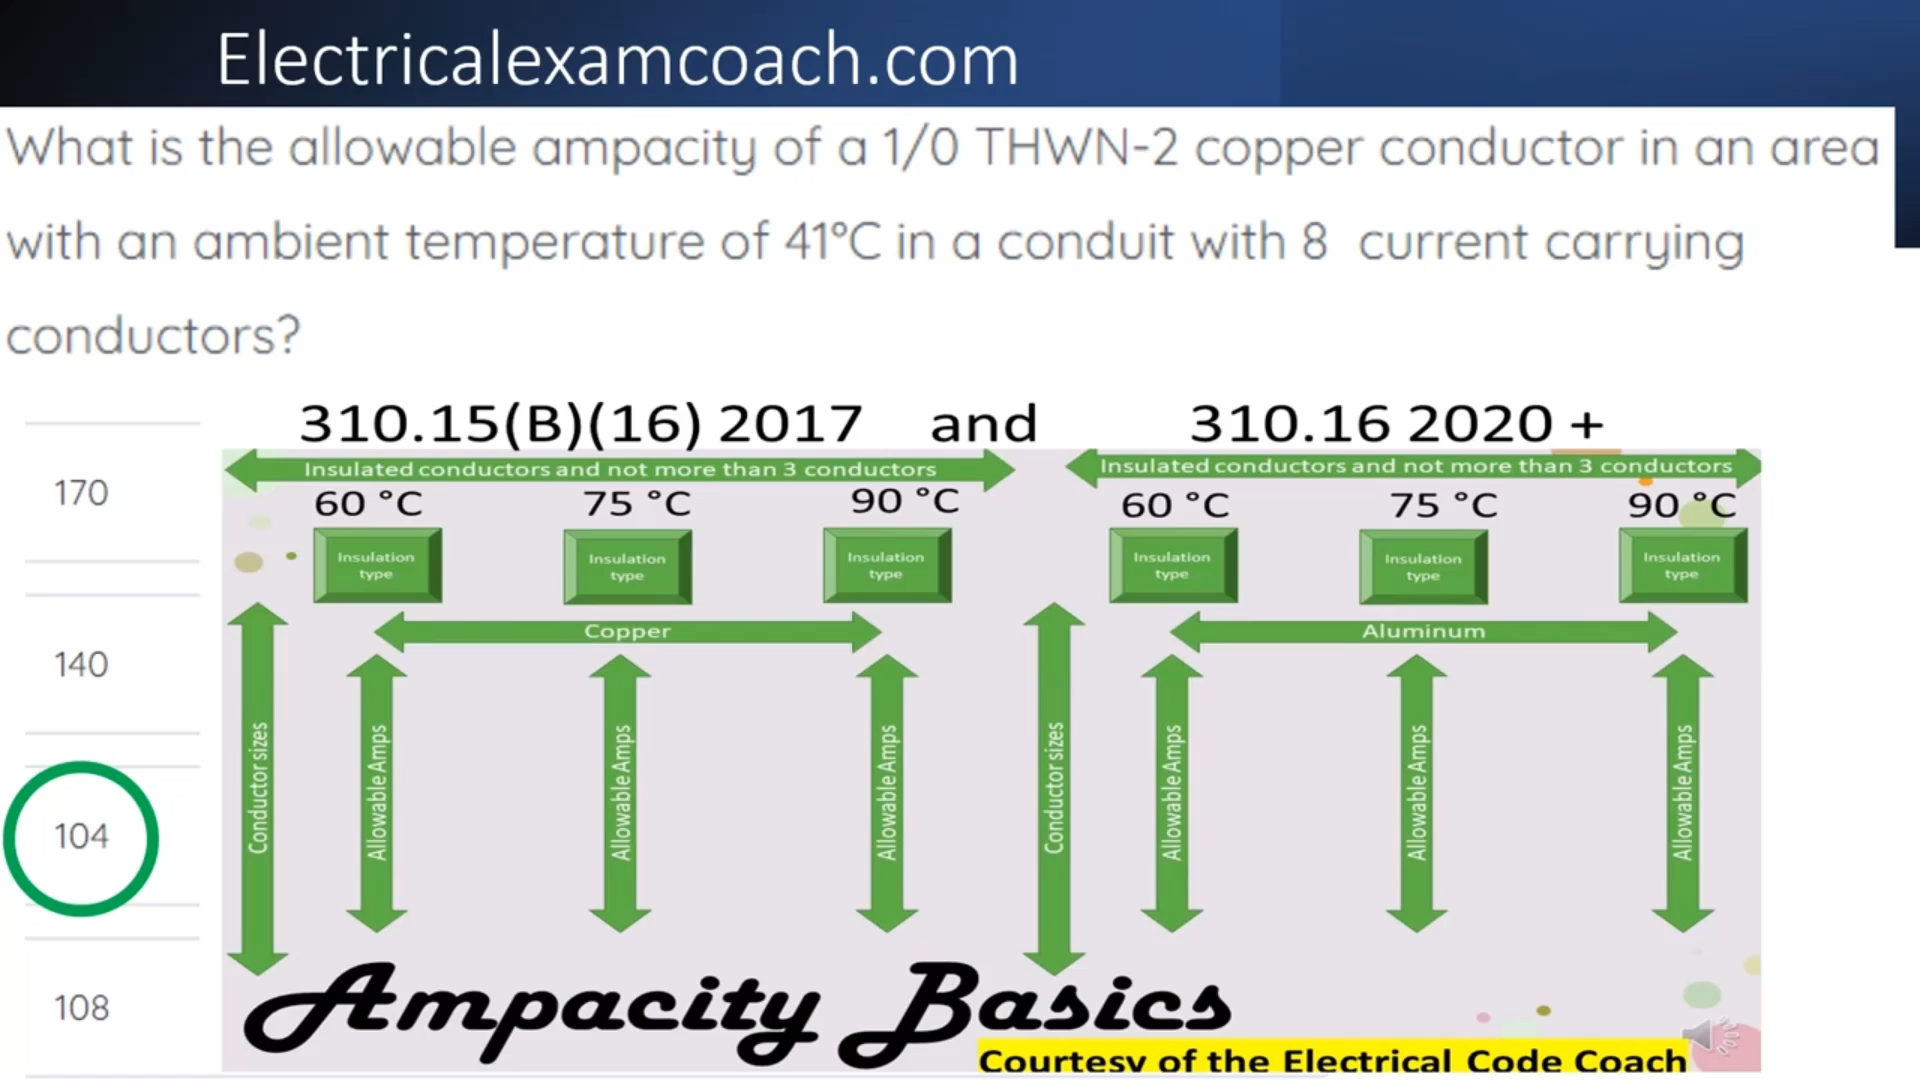 Electricalexamcoach.com
What is the allowable ampacity of a 1/0 THWN-2 copper conductor in an area
with an ambient temperature of 41°C in a conduit with 8 current carrying
conductors?
310.15(B)(16) 2017 and 310.16 2020 +
Insulated conductors and not more than 3 conductors
Insulated conductors and not more than 3 conductors
60 °C 75 °C 90 °C 60 °C 75 °C 90 °C
Insulation type
Insulation type
Insulation type
Insulation type
Insulation type
Insulation type
Copper
Aluminum
Conductor sizes
Allowable Amps
Allowable Amps
Allowable Amps
Conductor sizes
Allowable Amps
Allowable Amps
Allowable Amps
170
140
104
108
Ampacity Basics
Courtesy of the Electrical Code Coach